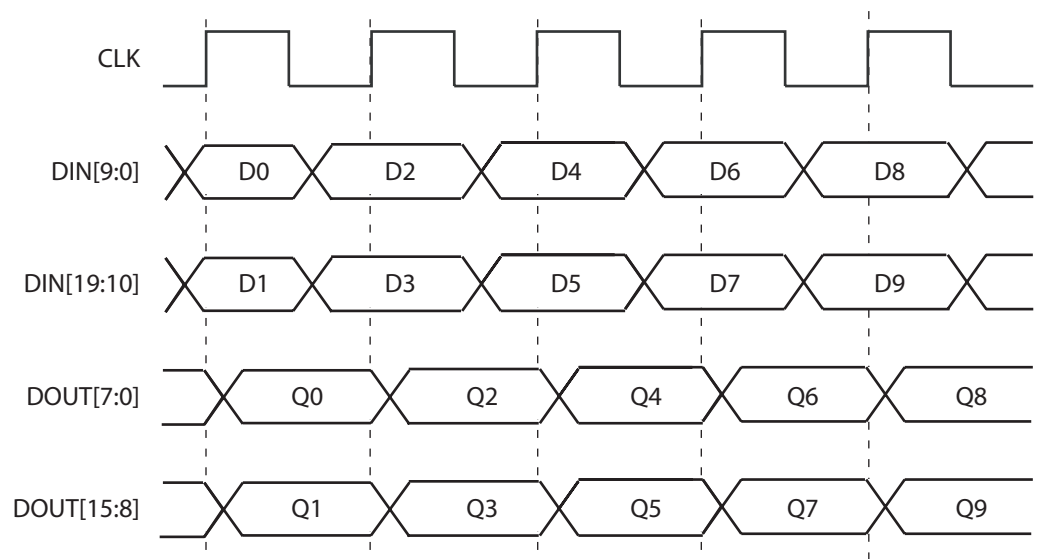 CLK
DIN[9:0] D0 D2 D4 D6 D8
DIN[19:10] D1 D3 D5 D7 D9
DOUT[7:0] Q0 Q2 Q4 Q6 Q8
DOUT[15:8] Q1 Q3 Q5 Q7 Q9